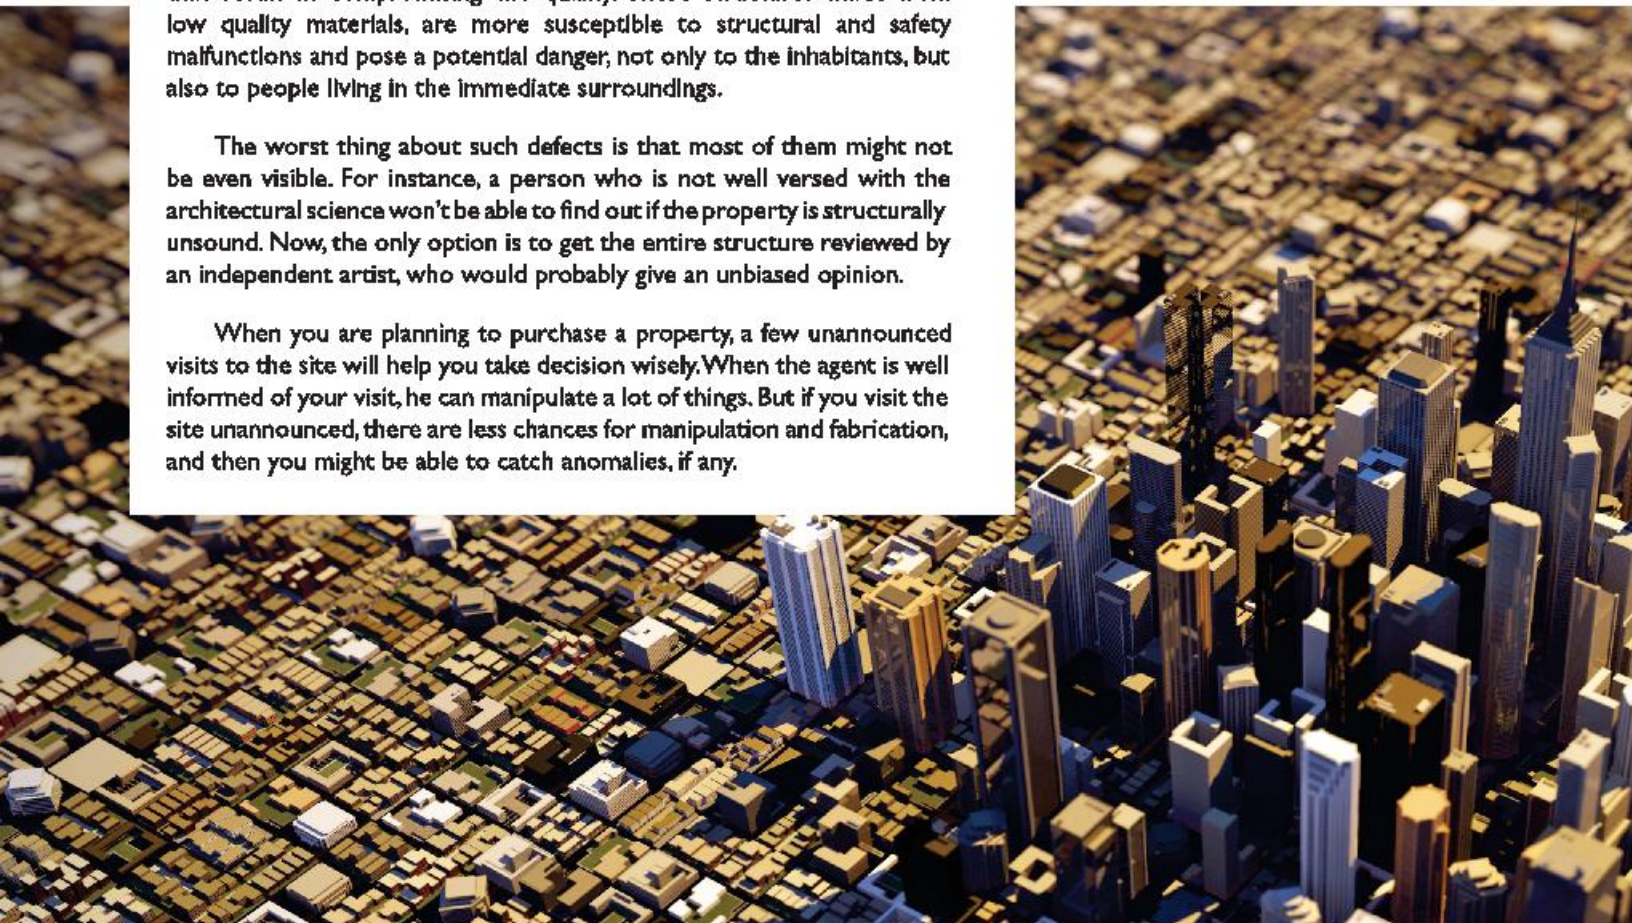 low quality materials, are more susceptible to structural and safety
malfunctions and pose a potential danger, not only to the inhabitants, but
also to people living in the immediate surroundings.
The worst thing about such defects is that most of them might not
be even visible. For instance, a person who is not well versed with the
architectural science won't be able to find out if the property is structurally
unsound. Now, the only option is to get the entire structure reviewed by
an independent artist, who would probably give an unbiased opinion.
When you are planning to purchase a property, a few unannounced
visits to the site will help you take decision wisely. When the agent is well
informed of your visit, he can manipulate a lot of things. But if you visit the
site unannounced, there are less chances for manipulation and fabrication,
and then you might be able to catch anomalies, if any.